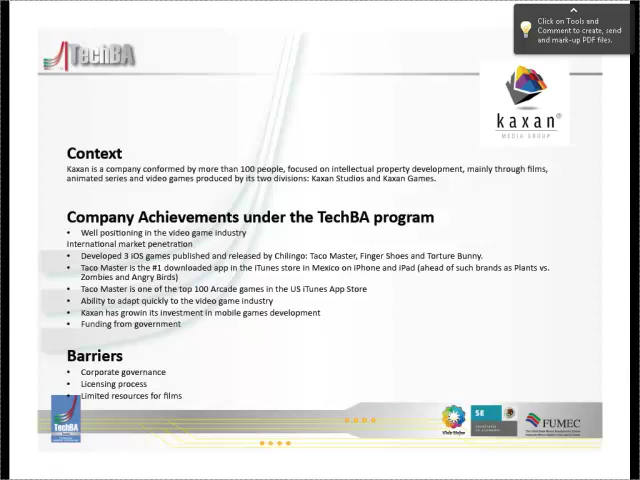 Click on Tools and
Comment to create, send
and mark-up PDF files.
TechBA
kaxan®
MEDIA GROUP
Context
Kaxan is a company conformed by more than 100 people, focused on intellectual property development, mainly through films,
animated series and video games produced by its two divisions: Kaxan Studios and Kaxan Games.
Company Achievements under the TechBA program
• Well positioning in the video game industry
International market penetration
• Developed 3 iOS games published and released by Chilingo: Taco Master, Finger Shoes and Torture Bunny.
• Taco Master is the #1 downloaded app in the iTunes store in Mexico on iPhone and iPad (ahead of such brands as Plants vs.
Zombies and Angry Birds)
• Taco Master is one of the top 100 Arcade games in the US iTunes App Store
• Ability to adapt quickly to the video game industry
• Kaxan has growin its investment in mobile games development
• Funding from government
Barriers
• Corporate governance
• Licensing process
• Limited resources for films
TechBA
Vivir Mejor
SE
FUMEC